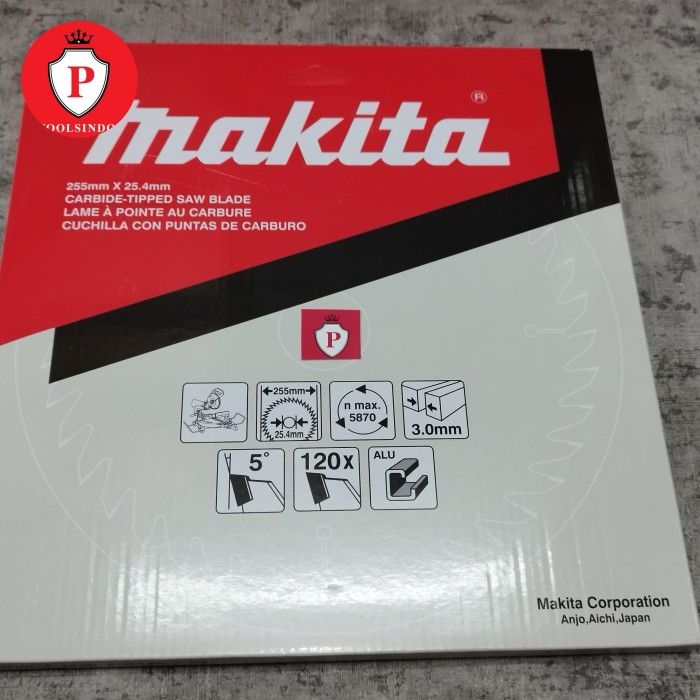 P
TOOLSINDO
makita®
255mm X 25.4mm
CARBIDE-TIPPED SAW BLADE
LAME À POINTE AU CARBURE
CUCHILLA CON PUNTAS DE CARBURO
P
255mm
25.4mm
n max.
5870
3.0mm
5°
120x
ALU
Makita Corporation
Anjo,Aichi,Japan